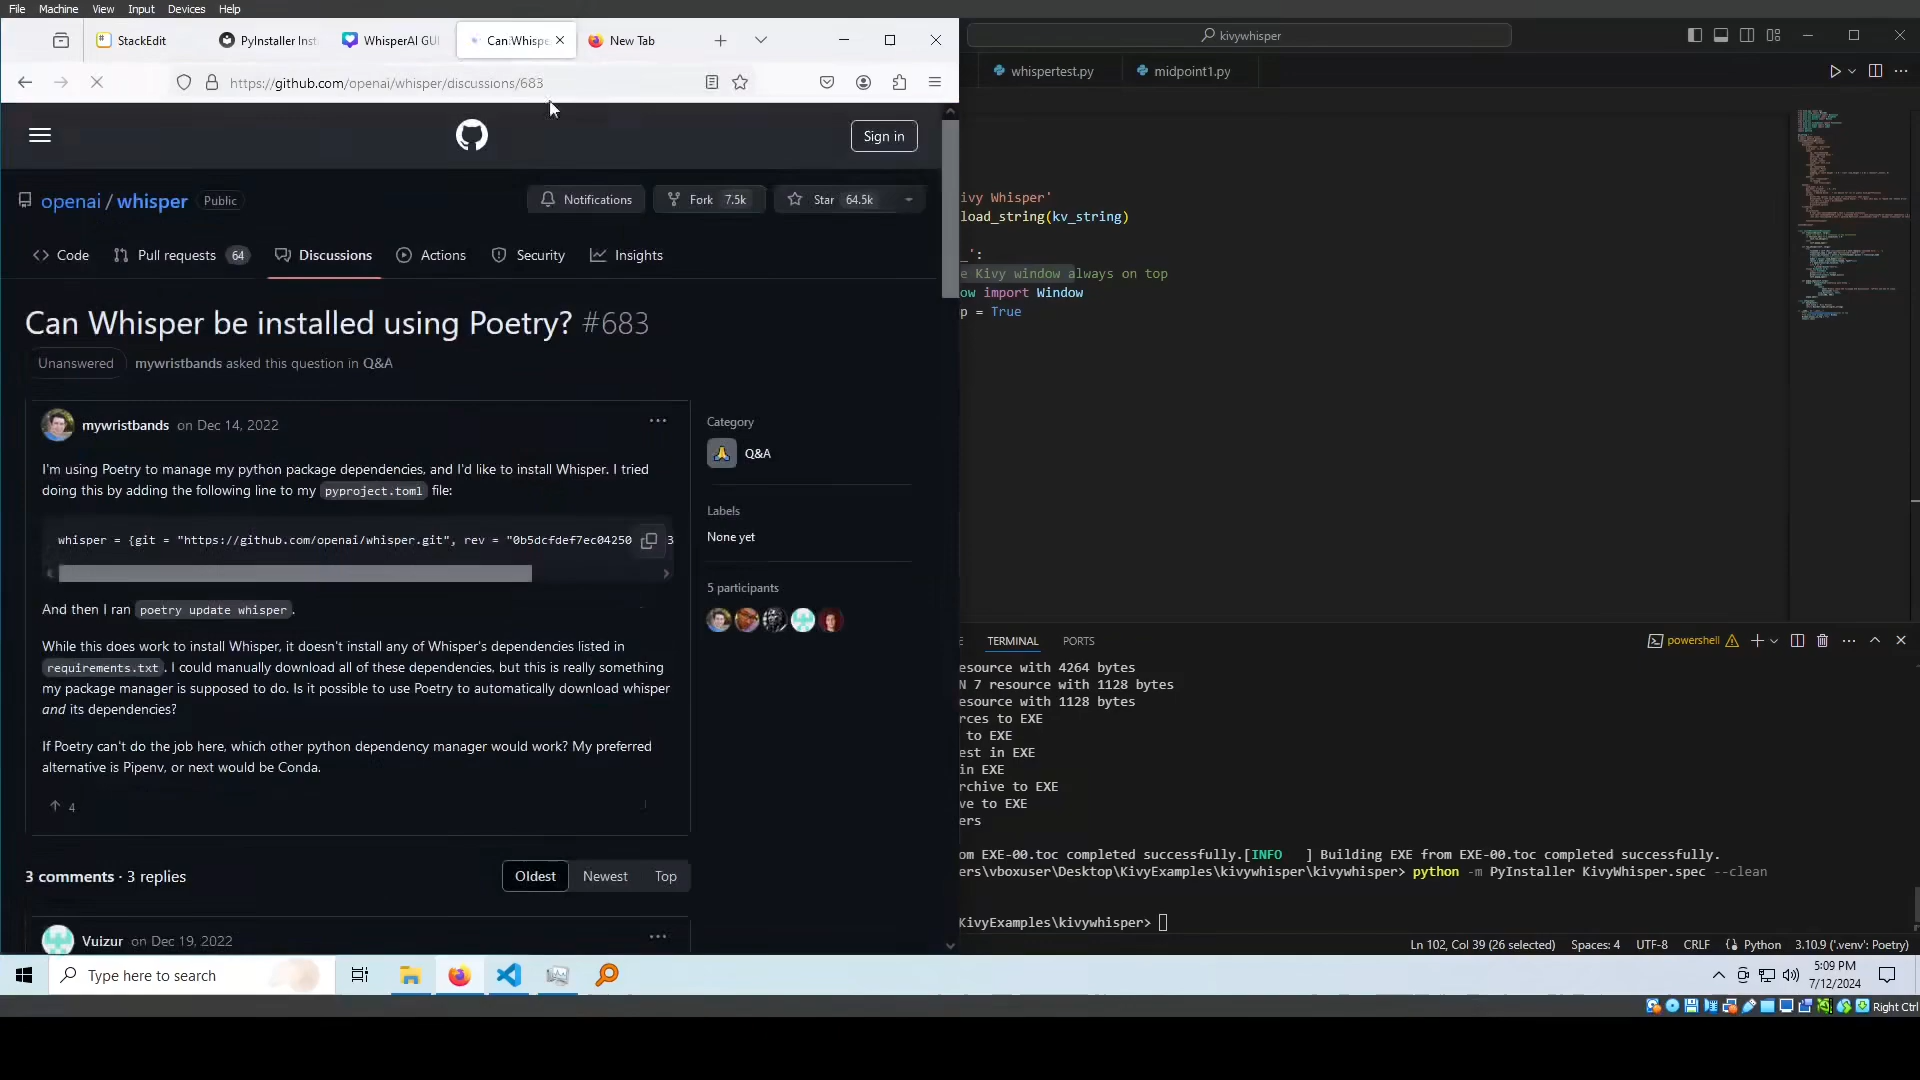 File Machine View Input Devices Help
StackEdit
PyInstaller Inst
WhisperAI GUI
Can Whispe
New Tab
https://github.com/openai/whisper/discussions/683
Sign in
openai / whisper Public
Notifications
Fork 7.5k
Star 64.5k
Code
Pull requests 64
Discussions
Actions
Security
Insights
Can Whisper be installed using Poetry? #683
Unanswered mywristbands asked this question in Q&A
mywristbands on Dec 14, 2022
I'm using Poetry to manage my python package dependencies, and I'd like to install Whisper. I tried
doing this by adding the following line to my pyproject.toml file:
whisper = {git = "https://github.com/openai/whisper.git", rev = "0b5dcfdef7ec04250 3
And then I ran poetry update whisper.
While this does work to install Whisper, it doesn't install any of Whisper's dependencies listed in
requirements.txt. I could manually download all of these dependencies, but this is really something
my package manager is supposed to do. Is it possible to use Poetry to automatically download whisper
and its dependencies?
If Poetry can't do the job here, which other python dependency manager would work? My preferred
alternative is Pipenv, or next would be Conda.
4
Category
Q&A
Labels
None yet
5 participants
3 comments · 3 replies
Oldest Newest Top
Vuizur on Dec 19, 2022
kivywhisper
whispertest.py
midpoint1.py
ivy Whisper'
load_string(kv_string)
_':
e Kivy window always on top
ow import Window
p = True
TERMINAL
PORTS
powershell
esource with 4264 bytes
N 7 resource with 1128 bytes
esource with 1128 bytes
rces to EXE
to EXE
est in EXE
in EXE
rchive to EXE
ve to EXE
ers
om EXE-00.toc completed successfully.[INFO ] Building EXE from EXE-00.toc completed successfully.
ers\vboxuser\Desktop\KivyExamples\kivywhisper\kivywhisper> python -m PyInstaller KivyWhisper.spec --clean
KivyExamples\kivywhisper>
Ln 102, Col 39 (26 selected) Spaces: 4 UTF-8 CRLF Python 3.10.9 ('.venv': Poetry)
Type here to search
5:09 PM
7/12/2024
Right Ctrl